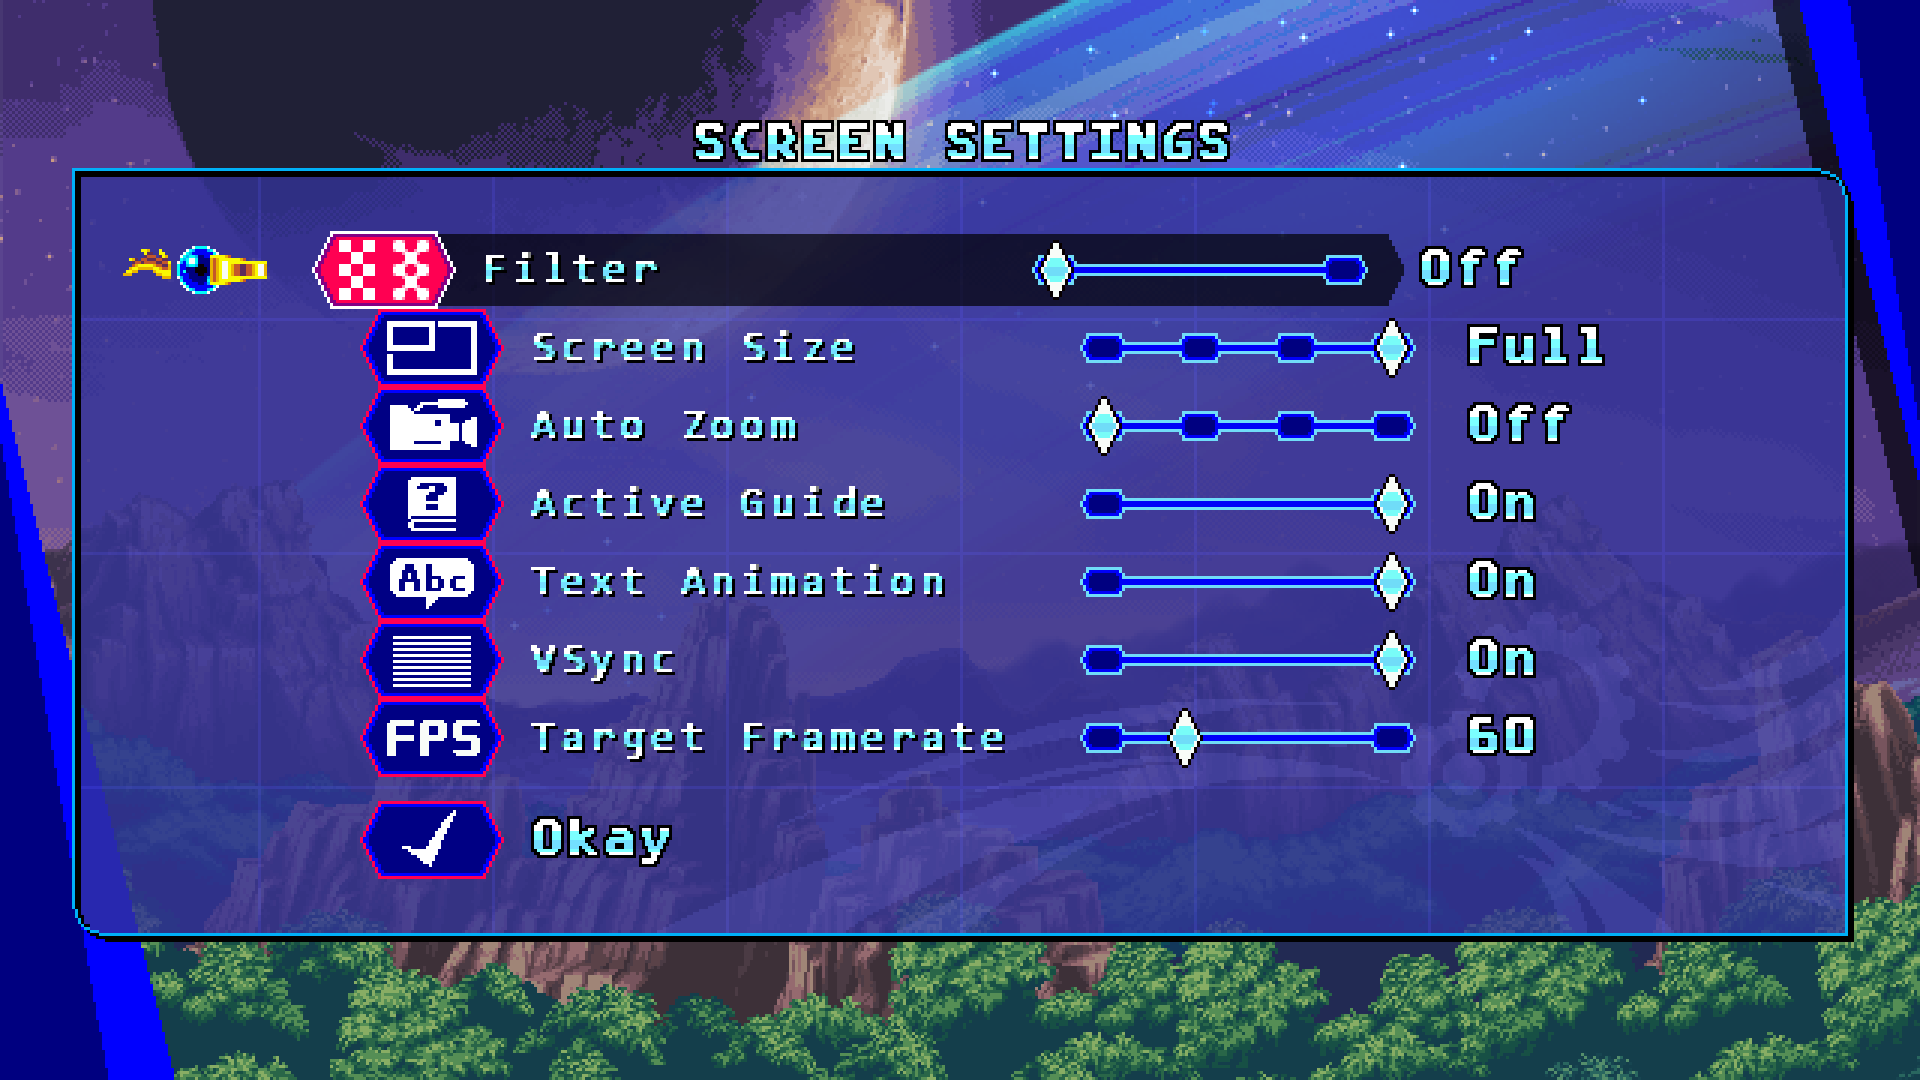 SCREEN SETTINGS
Filter Off
Screen Size Full
Auto Zoom Off
? Active Guide On
Abc Text Animation On
VSync On
FPS Target Framerate 60
Okay